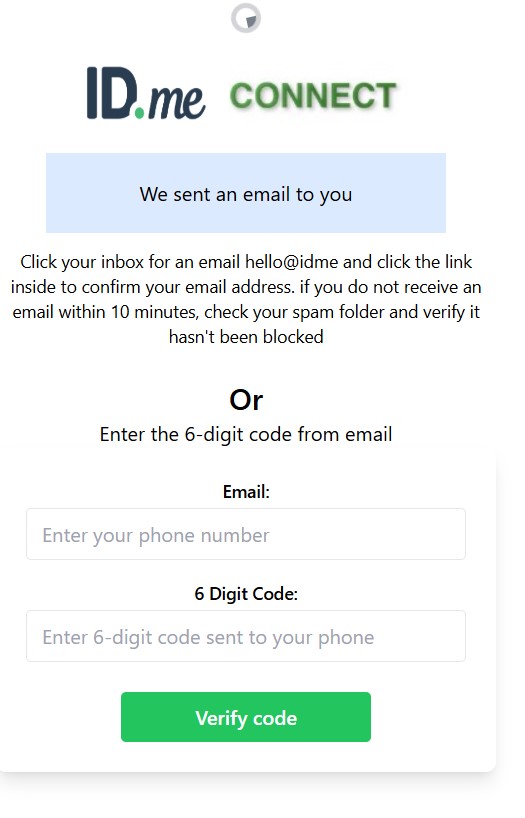 ID.me CONNECT
We sent an email to you
Click your inbox for an email hello@idme and click the link
inside to confirm your email address. if you do not receive an
email within 10 minutes, check your spam folder and verify it
hasn't been blocked
Or
Enter the 6-digit code from email
Email:
Enter your phone number
6 Digit Code:
Enter 6-digit code sent to your phone
Verify code